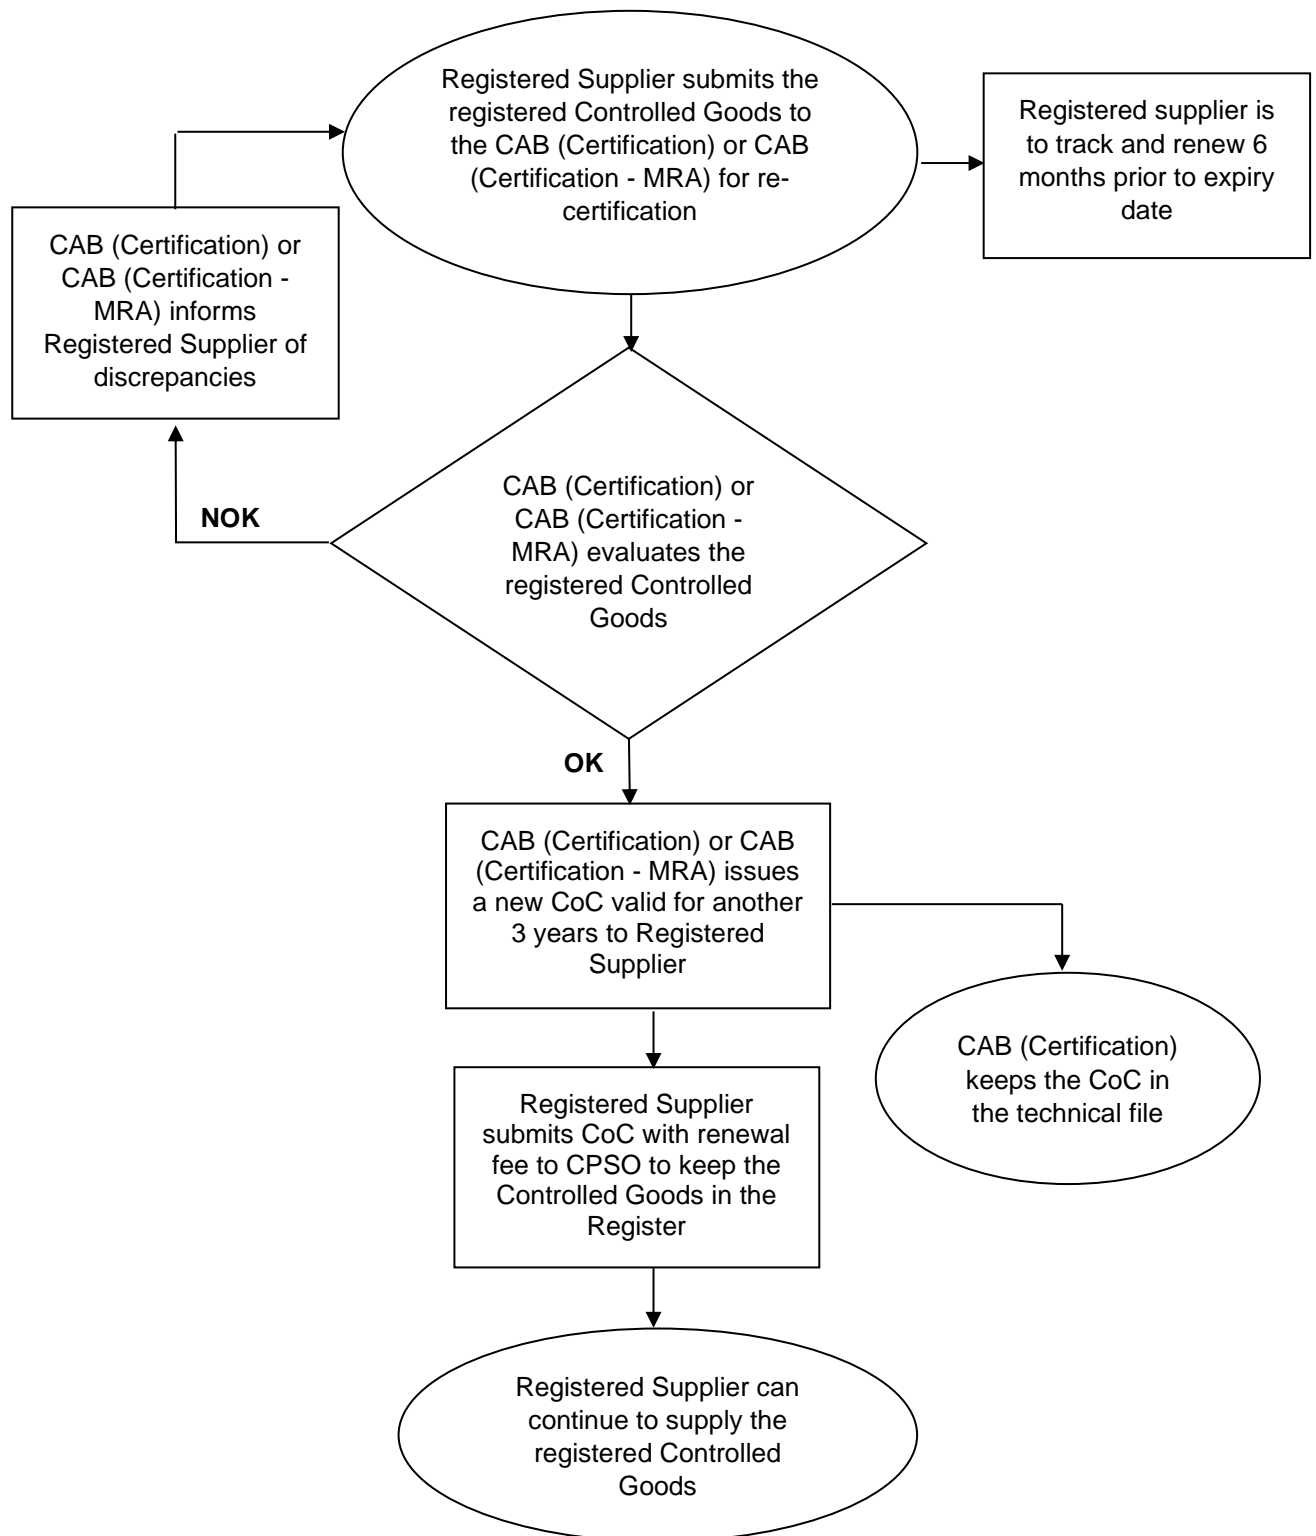 Registered Supplier submits the
registered Controlled Goods to
the CAB (Certification) or CAB
(Certification - MRA) for re-
certification
Registered supplier is
to track and renew 6
months prior to expiry
date
CAB (Certification) or
CAB (Certification -
MRA) informs
Registered Supplier of
discrepancies
CAB (Certification) or
CAB (Certification -
MRA) evaluates the
registered Controlled
Goods
NOK
OK
CAB (Certification) or CAB
(Certification - MRA) issues
a new CoC valid for another
3 years to Registered
Supplier
CAB (Certification)
keeps the CoC in
the technical file
Registered Supplier
submits CoC with renewal
fee to CPSO to keep the
Controlled Goods in the
Register
Registered Supplier can
continue to supply the
registered Controlled
Goods